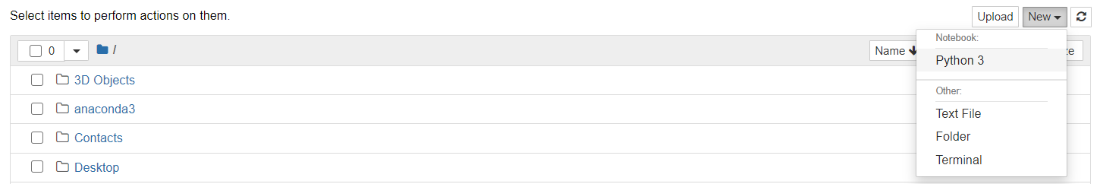 Select items to perform actions on them.
Upload New
0 / Name
Notebook:
Python 3
Other:
Text File
Folder
Terminal
3D Objects
anaconda3
Contacts
Desktop